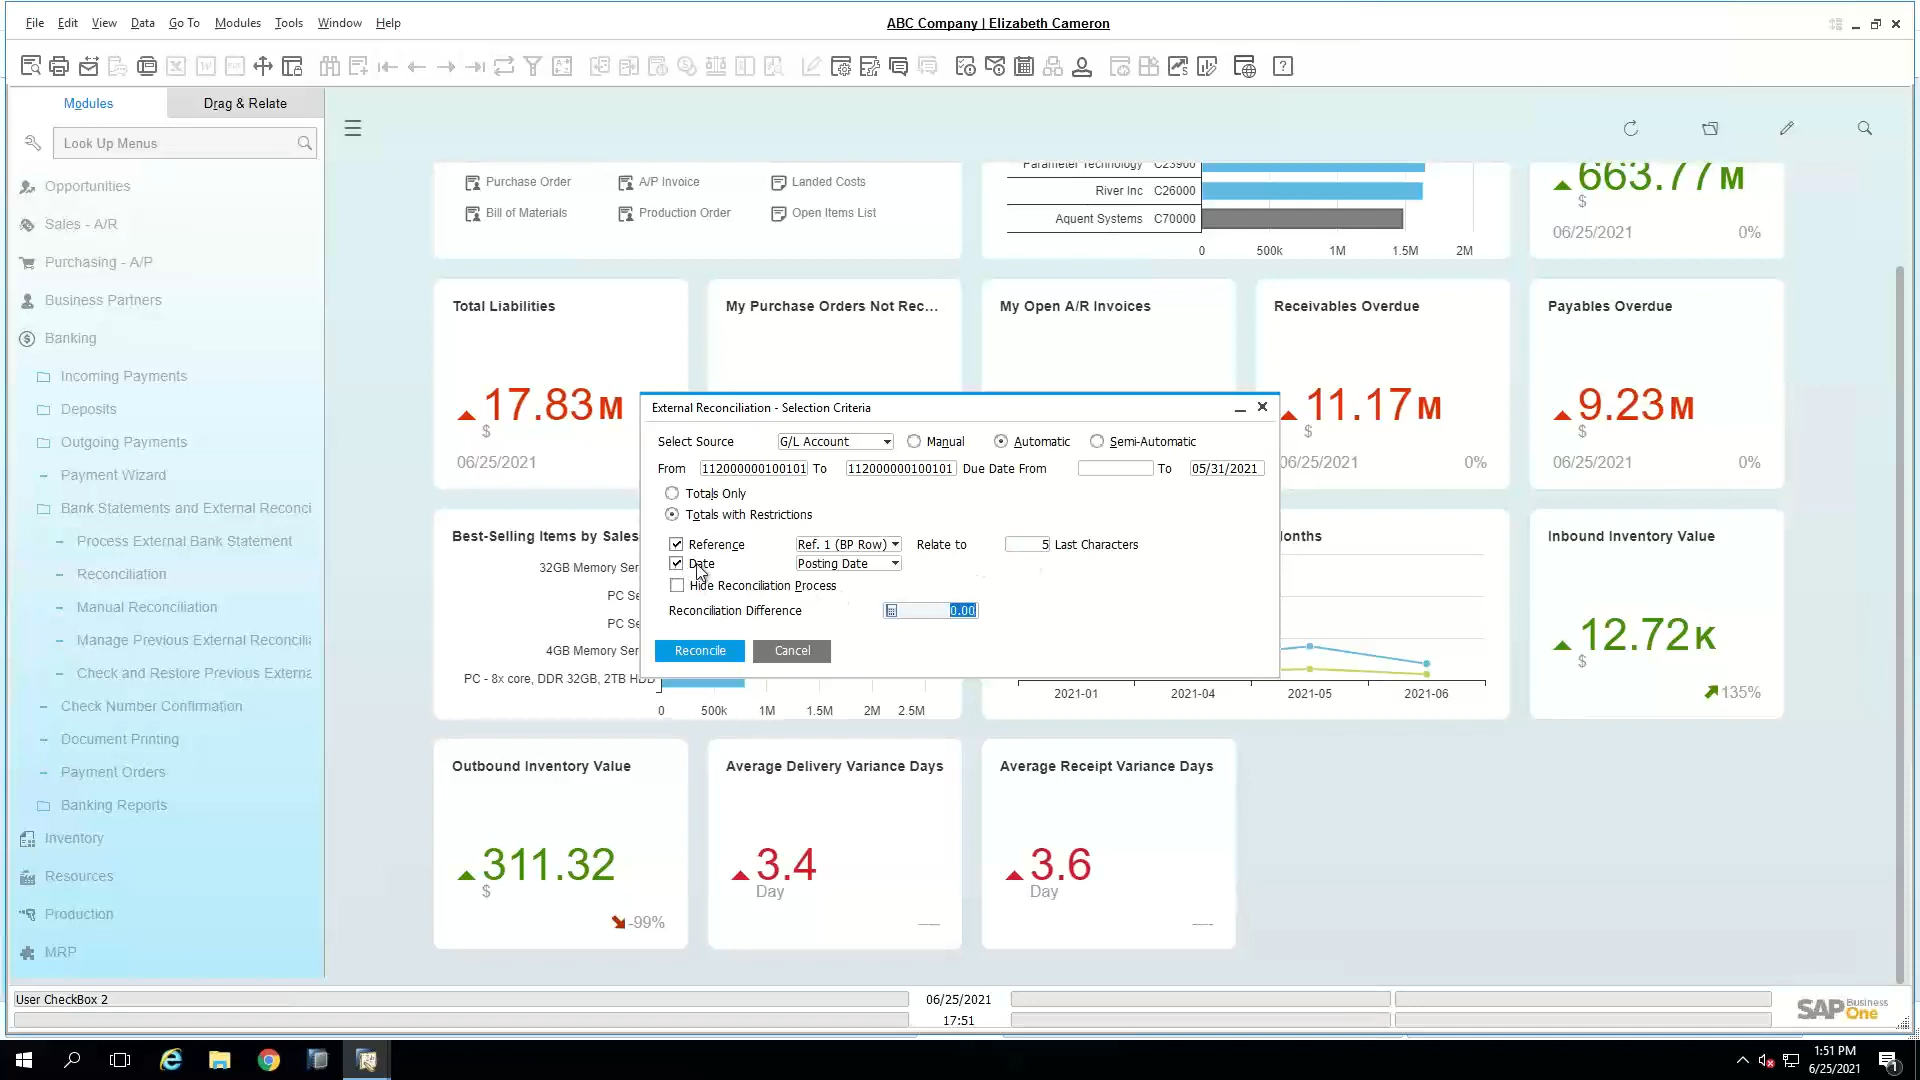 File Edit View Data Go To Modules Tools Window Help
ABC Company | Elizabeth Cameron
Modules
Drag & Relate
Look Up Menus
Opportunities
Sales - A/R
Purchasing - A/P
Business Partners
Banking
Incoming Payments
Deposits
Outgoing Payments
Payment Wizard
Bank Statements and External Reconci
Process External Bank Statement
Reconciliation
Manual Reconciliation
Manage Previous External Reconcilia
Check and Restore Previous Externa
Check Number Confirmation
Document Printing
Payment Orders
Banking Reports
Inventory
Resources
Production
MRP
Purchase Order A/P Invoice Landed Costs
Bill of Materials Production Order Open Items List
Parameter Technology C23900
River Inc C26000
Aquent Systems C70000
0 500k 1M 1.5M 2M
663.77 M
$
06/25/2021 0%
Total Liabilities
17.83 M
$
06/25/2021
My Purchase Orders Not Rec...
My Open A/R Invoices
Receivables Overdue
11.17 M
$
06/25/2021 0%
Payables Overdue
9.23 M
$
06/25/2021 0%
External Reconciliation - Selection Criteria
Select Source G/L Account Manual Automatic Semi-Automatic
From 112000000100101 To 112000000100101 Due Date From To 05/31/2021
Totals Only
Totals with Restrictions
Reference Ref. 1 (BP Row) Relate to 5 Last Characters
Date Posting Date
Hide Reconciliation Process
Reconciliation Difference 0.00
Reconcile Cancel
Best-Selling Items by Sales
32GB Memory Ser
PC Se
PC Se
4GB Memory Ser
PC - 8x core, DDR 32GB, 2TB HDD
0 500k 1M 1.5M 2M 2.5M
onths
2021-01 2021-04 2021-05 2021-06
Inbound Inventory Value
12.72 K
$
135%
Outbound Inventory Value
311.32
$
-99%
Average Delivery Variance Days
3.4
Day
Average Receipt Variance Days
3.6
Day
User CheckBox 2
06/25/2021
17:51
SAP Business One
1:51 PM
6/25/2021
1